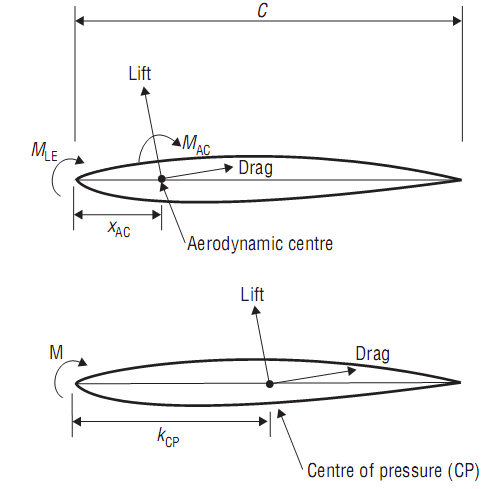 C
Lift
M_LE
M_AC
Drag
x_AC
Aerodynamic centre
Lift
M
Drag
k_CP
Centre of pressure (CP)